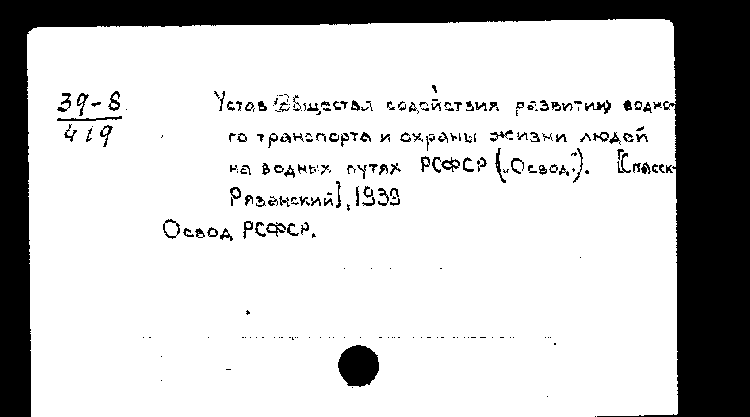 39-8
419
Устав Общества содействия развитию водно-
го транспорта и охраны жизни людей
на водных путях РСФСР („Освод“). [Спасск-
Рязанский], 1939
Освод РСФСР.